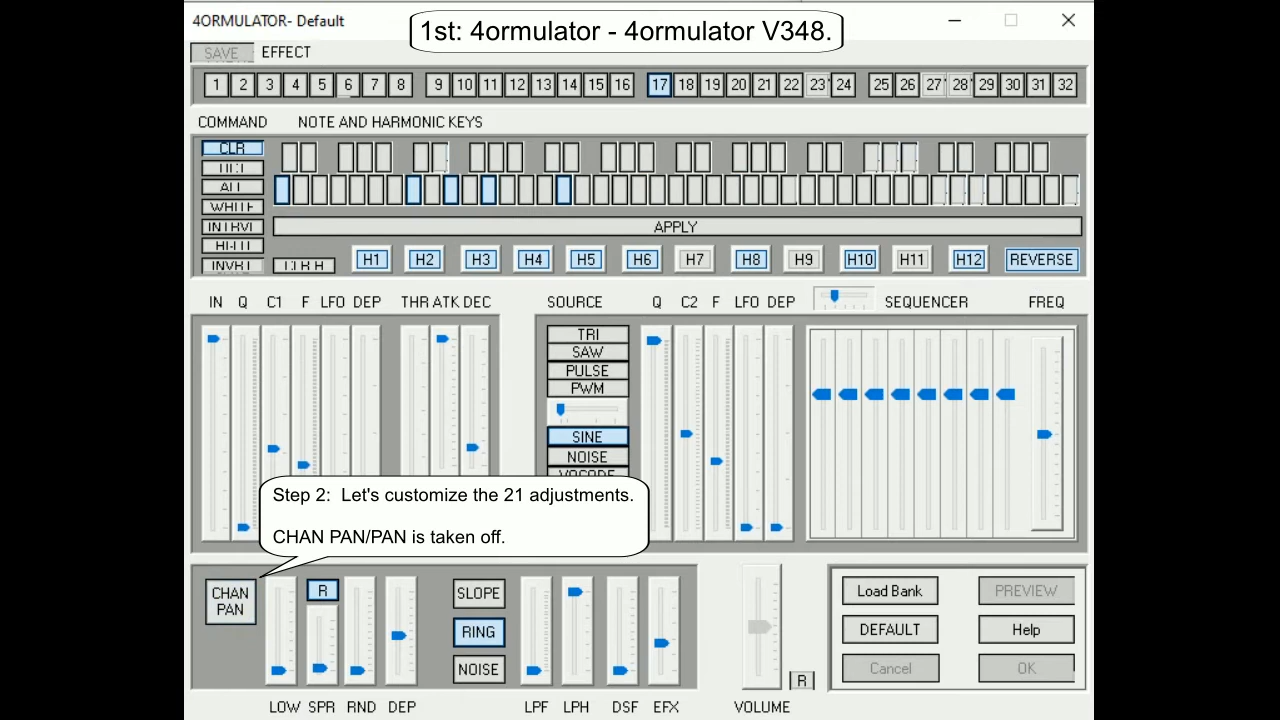 4ORMULATOR- Default
1st: 4ormulator - 4ormulator V348.
SAVE EFFECT
1 2 3 4 5 6 7 8 9 10 11 12 13 14 15 16 17 18 19 20 21 22 23 24 25 26 27 28 29 30 31 32
COMMAND NOTE AND HARMONIC KEYS
CLR
ALL
WHITE
INTRVL
INVRT
APPLY
H1 H2 H3 H4 H5 H6 H7 H8 H9 H10 H11 H12 REVERSE
IN Q C1 F LFO DEP THR ATK DEC SOURCE Q C2 F LFO DEP SEQUENCER FREQ
TRI
SAW
PULSE
PWM
SINE
NOISE
VOCODE
Step 2: Let's customize the 21 adjustments.
CHAN PAN/PAN is taken off.
CHAN
PAN
R
SLOPE
RING
NOISE
R
Load Bank PREVIEW
DEFAULT Help
Cancel OK
LOW SPR RND DEP LPF LPH DSF EFX VOLUME